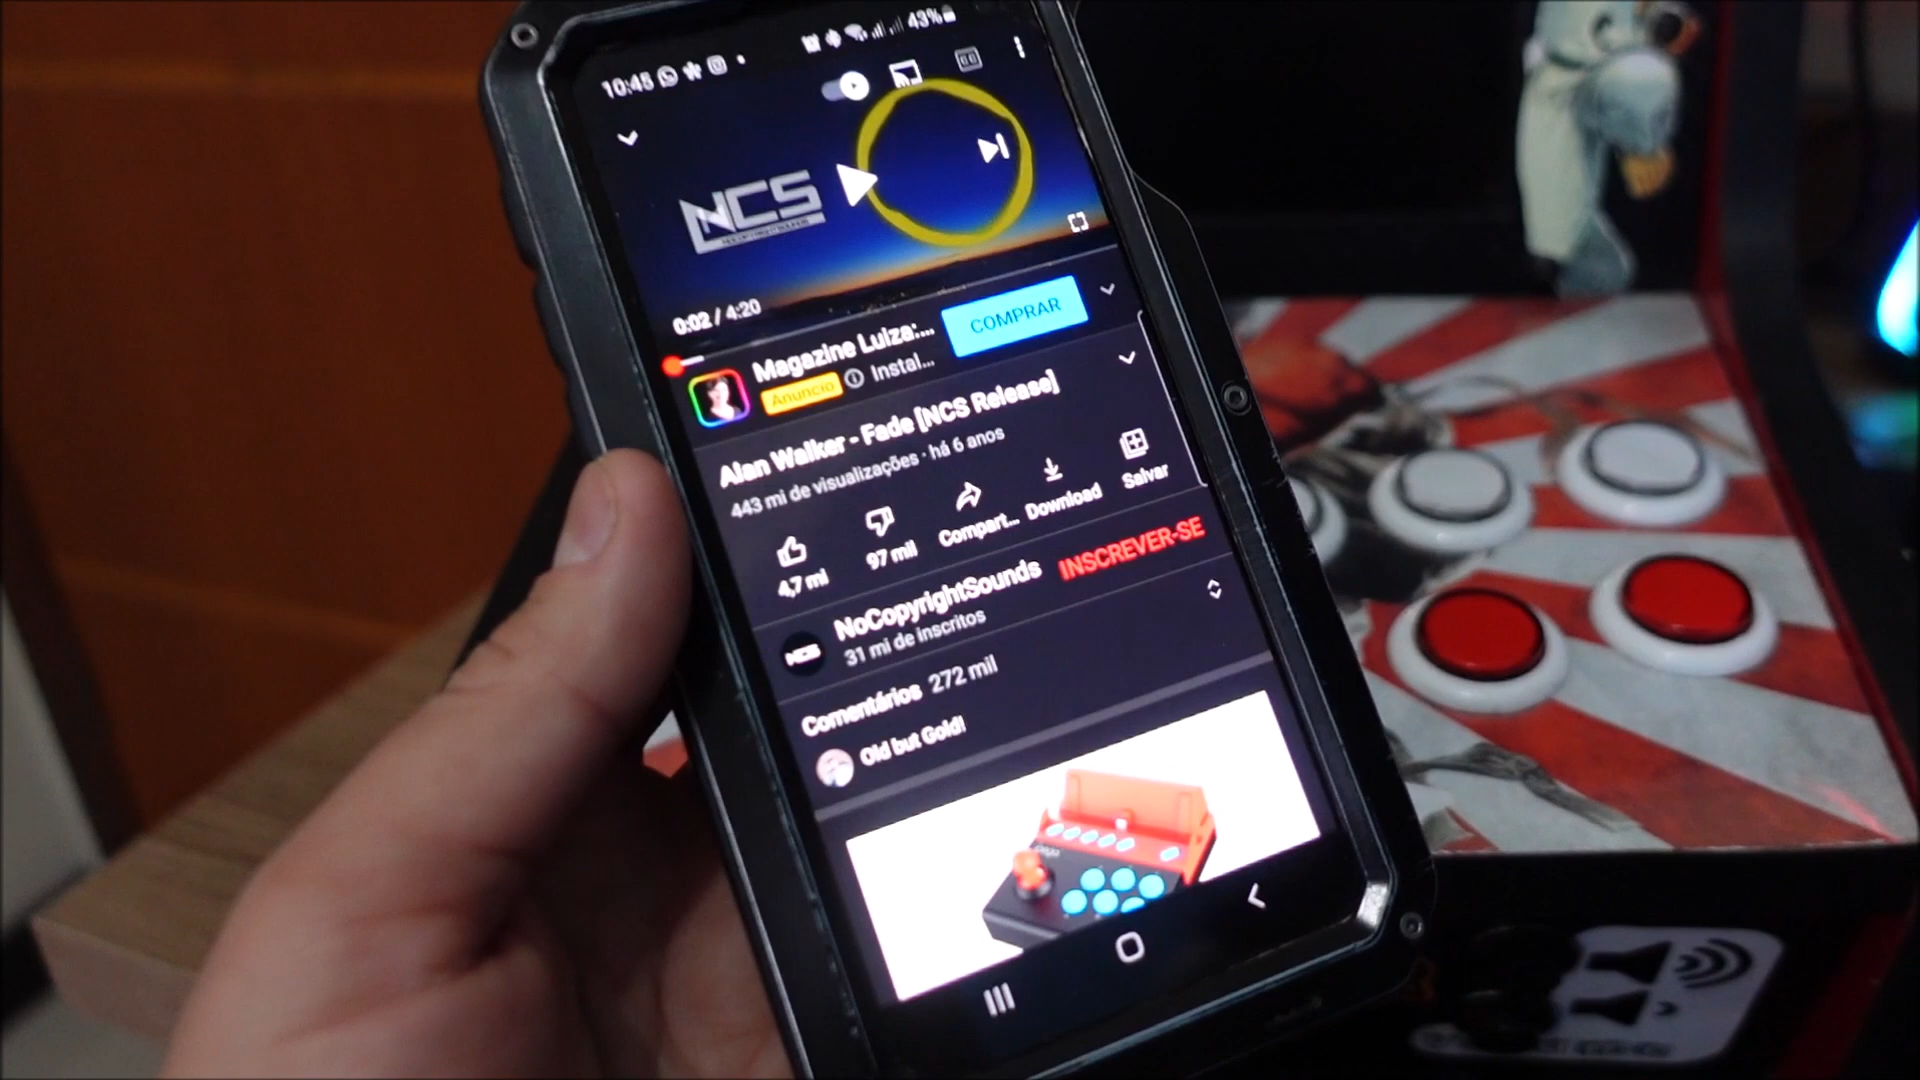 10:45
43%
CC
NCS
0:02 / 4:20
Magazine Luiza:...
COMPRAR
Anúncio
Instal...
Alan Walker - Fade [NCS Release]
443 mi de visualizações · há 6 anos
4,7 mi
97 mil
Compart...
Download
Salvar
NoCopyrightSounds
INSCREVER-SE
NCS
31 mi de inscritos
Comentários 272 mil
Old but Gold!